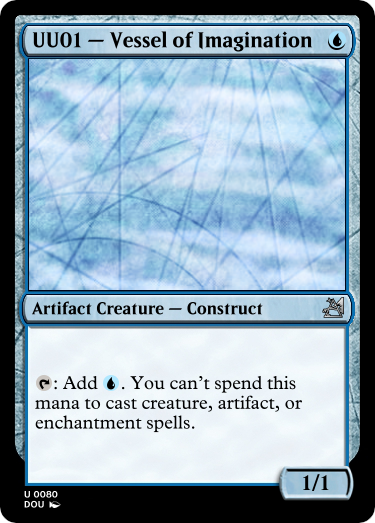 UU01 — Vessel of Imagination
Artifact Creature — Construct
: Add . You can't spend this
mana to cast creature, artifact, or
enchantment spells.
1/1
U 0080
DOU